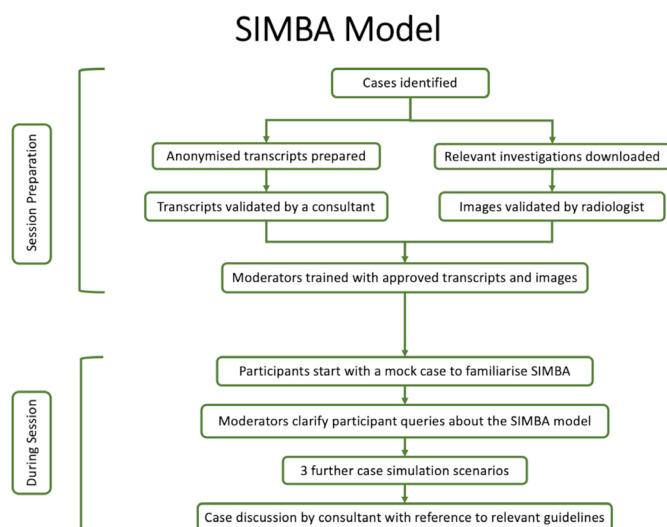 SIMBA Model
Session Preparation
Cases identified
Anonymised transcripts prepared
Relevant investigations downloaded
Transcripts validated by a consultant
Images validated by radiologist
Moderators trained with approved transcripts and images
During Session
Participants start with a mock case to familiarise SIMBA
Moderators clarify participant queries about the SIMBA model
3 further case simulation scenarios
Case discussion by consultant with reference to relevant guidelines